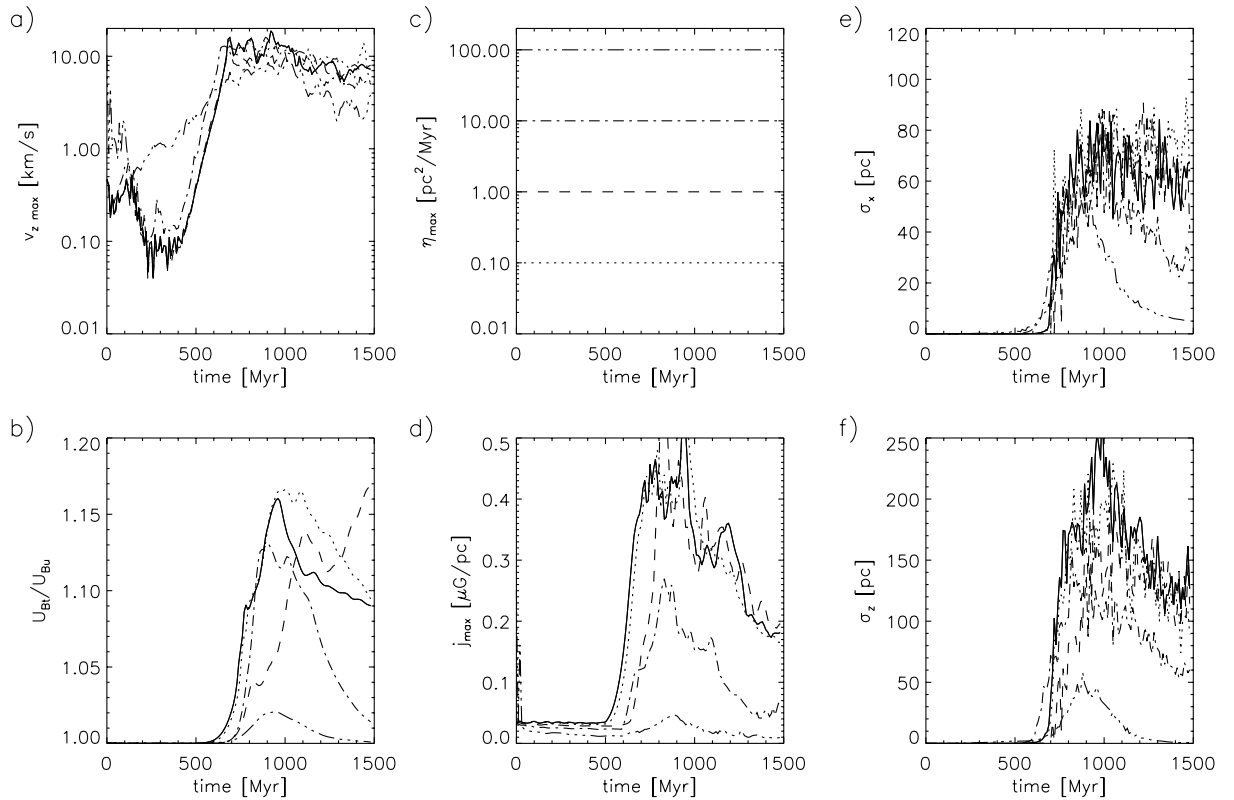 a)
10.00
1.00
0.10
0.01
v_z max [km/s]
0 500 1000 1500
time [Myr]
c)
100.00
10.00
1.00
0.10
0.01
η_max [pc²/Myr]
0 500 1000 1500
time [Myr]
e)
120
100
80
60
40
20
0
σ_x [pc]
0 500 1000 1500
time [Myr]
b)
1.20
1.15
1.10
1.05
1.00
U_Bt/U_Bu
0 500 1000 1500
time [Myr]
d)
0.5
0.4
0.3
0.2
0.1
0.0
j_max [μG/pc]
0 500 1000 1500
time [Myr]
f)
250
200
150
100
50
0
σ_z [pc]
0 500 1000 1500
time [Myr]